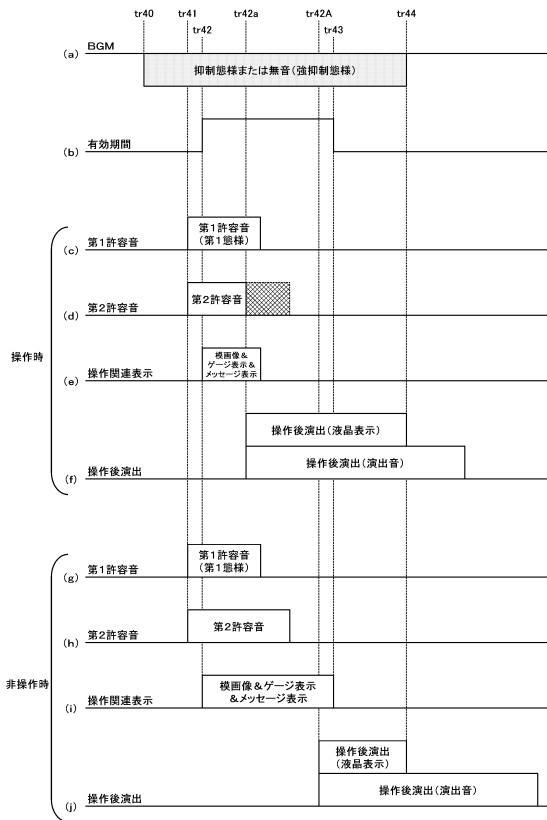 tr40 tr41 tr42a tr42A tr44
tr42 tr43
(a) BGM
抑制態様または無音(強抑制態様)
(b) 有効期間
操作時
(c) 第1許容音
第1許容音
(第1態様)
(d) 第2許容音
第2許容音
(e) 操作関連表示
模画像&
ゲージ表示&
メッセージ表示
操作後演出(液晶表示)
(f) 操作後演出
操作後演出(演出音)
非操作時
(g) 第1許容音
第1許容音
(第1態様)
(h) 第2許容音
第2許容音
(i) 操作関連表示
模画像&ゲージ表示
&メッセージ表示
操作後演出
(液晶表示)
(j) 操作後演出
操作後演出(演出音)